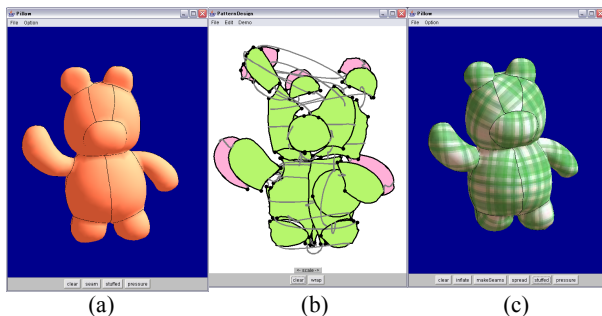 Pillow
File Option
clear seam stuffed pressure
PatternDesign
File Edit Demo
+- scale -+
clear wrap
Pillow
File Option
clear inflate makeSeams spread stuffed pressure
(a) (b) (c)